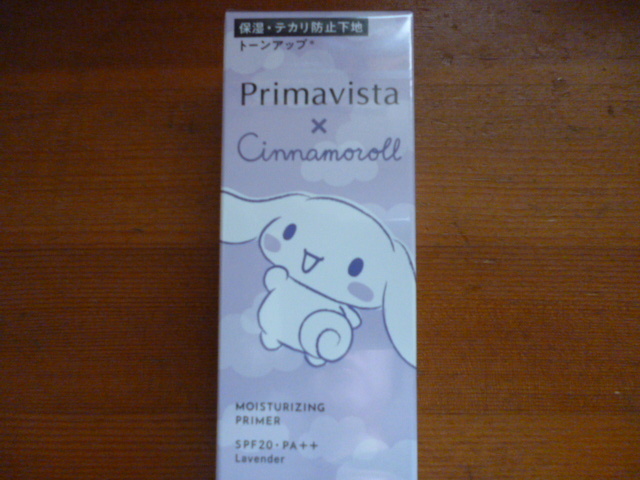 保湿・テカリ防止下地
トーンアップ*
Primavista
×
Cinnamoroll
MOISTURIZING
PRIMER
SPF20・PA++
Lavender